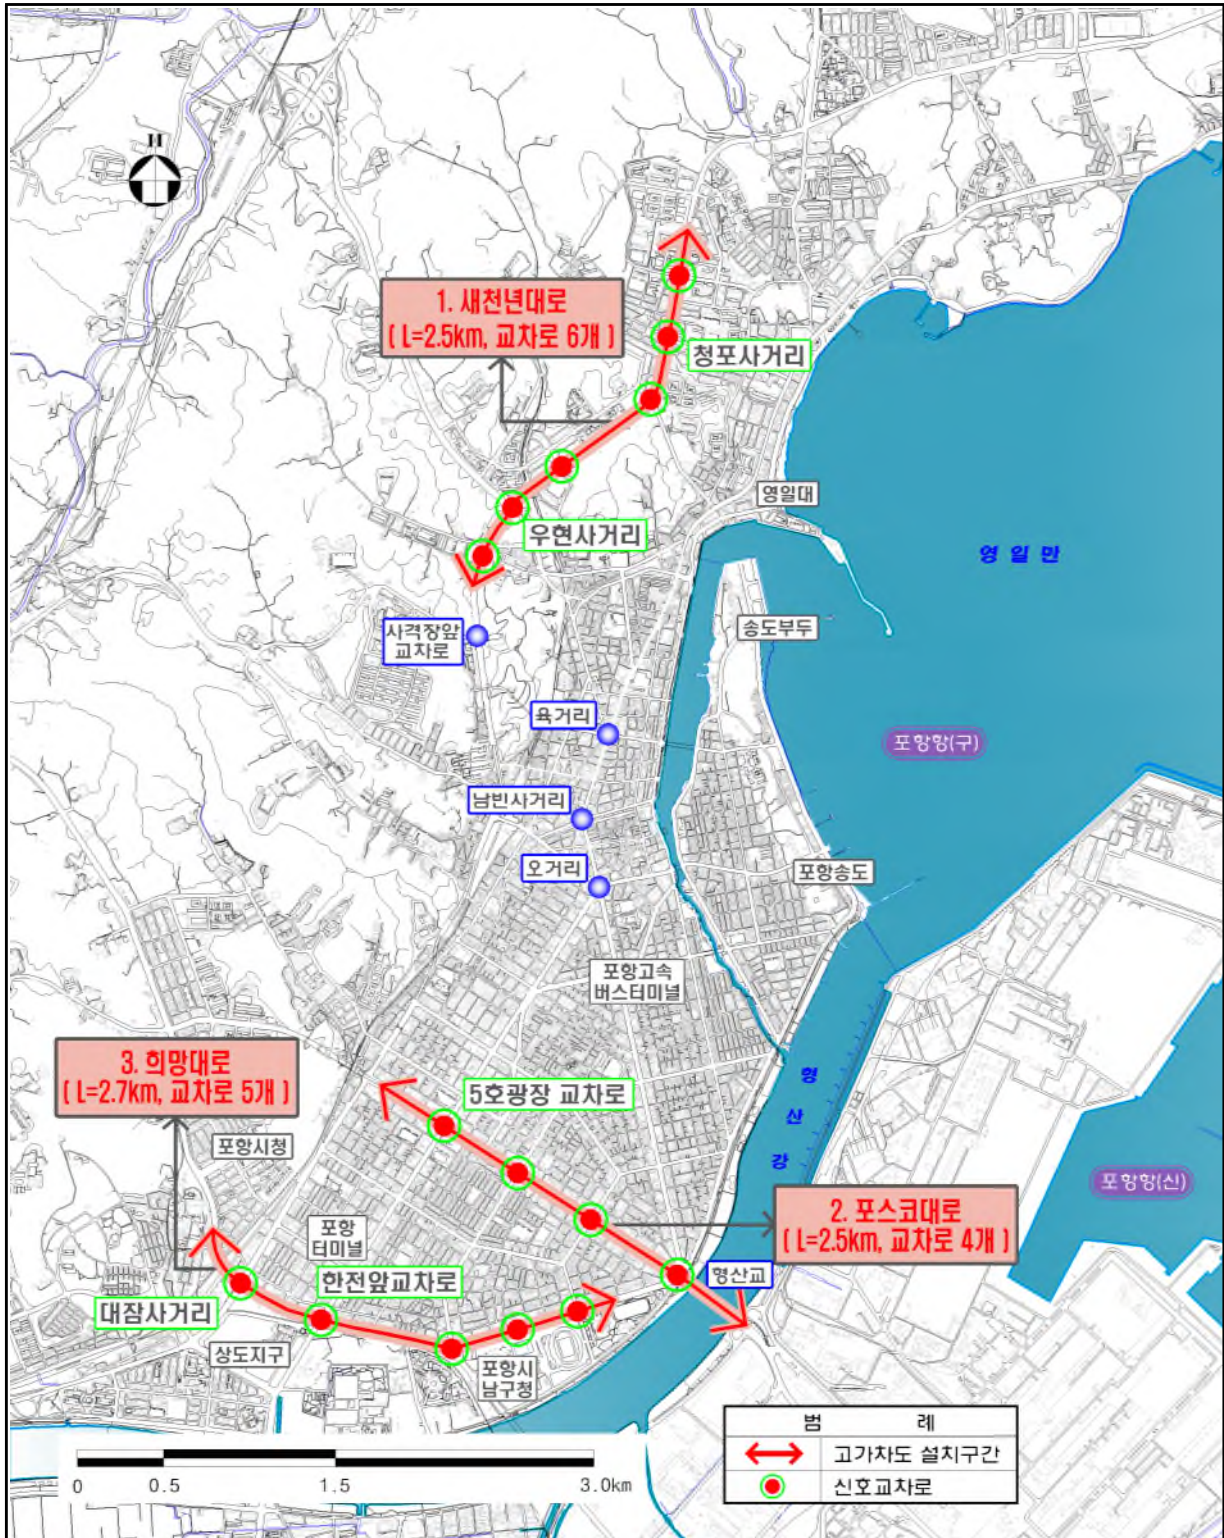 N
1. 새천년대로
( L=2.5km, 교차로 6개 )
청포사거리
영일대
우현사거리
영 일 만
사격장앞
교차로
송도부두
육거리
포항항(구)
남빈사거리
오거리
포항송도
포항고속
버스터미널
3. 희망대로
( L=2.7km, 교차로 5개 )
5호광장 교차로
형
산
강
포항시청
포항항(신)
2. 포스코대로
( L=2.5km, 교차로 4개 )
포항
터미널
형산교
한전앞교차로
대잠사거리
상도지구
포항시
남구청
범 례
고가차도 설치구간
신호교차로
0 0.5 1.5 3.0km